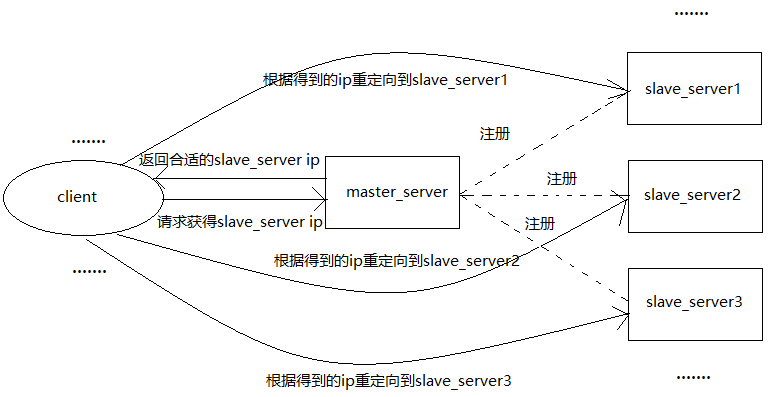 .......
根据得到的ip重定向到slave_server1
slave_server1
注册
.......
返回合适的slave_server ip
client
master_server
注册
slave_server2
请求获得slave_server ip
注册
根据得到的ip重定向到slave_server2
.......
slave_server3
根据得到的ip重定向到slave_server3
.......